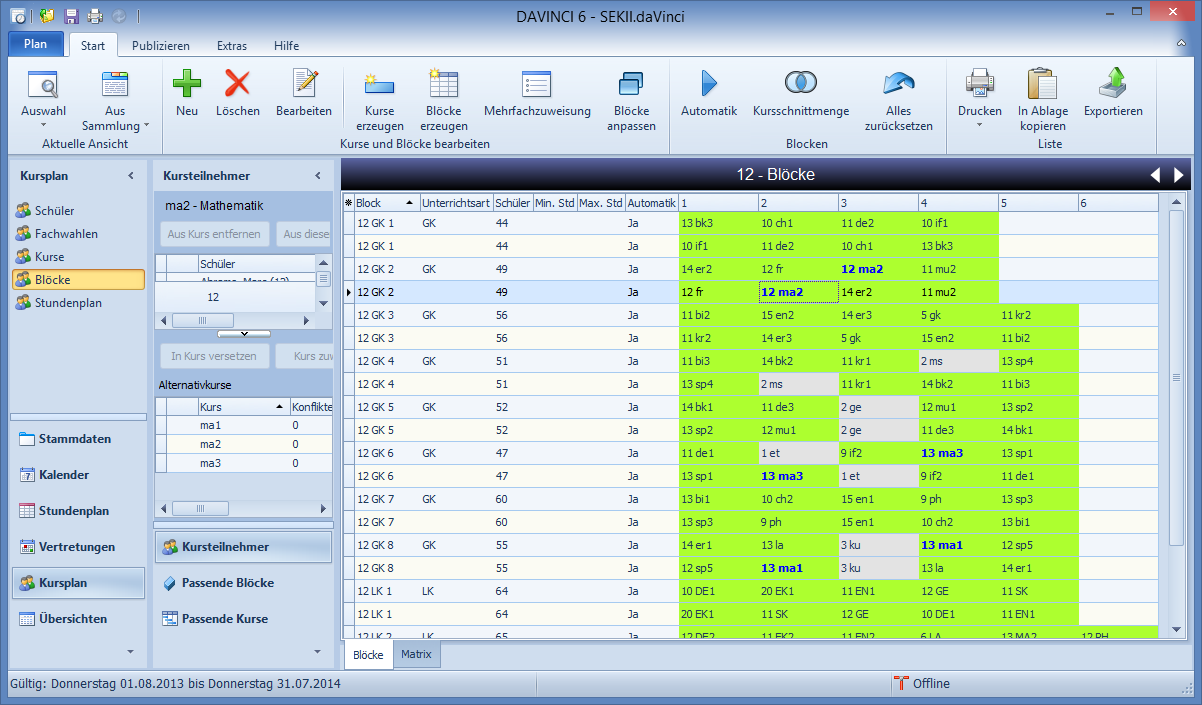 DAVINCI 6 - SEKII.daVinci
Plan Start Publizieren Extras Hilfe
Auswahl
Aus Sammlung
Aktuelle Ansicht
Neu
Löschen
Bearbeiten
Kurse erzeugen
Blöcke erzeugen
Mehrfachzuweisung
Blöcke anpassen
Kurse und Blöcke bearbeiten
Automatik
Kursschnittmenge
Alles zurücksetzen
Blocken
Drucken
In Ablage kopieren
Exportieren
Liste
Kursplan
Schüler
Fachwahlen
Kurse
Blöcke
Stundenplan
Stammdaten
Kalender
Stundenplan
Vertretungen
Kursplan
Übersichten
Kursteilnehmer
ma2 - Mathematik
Aus Kurs entfernen Aus diese
Schüler
12
In Kurs versetzen Kurs zuw
Alternativkurse
Kurs Konflikte
ma1 0
ma2 0
ma3 0
Kursteilnehmer
Passende Blöcke
Passende Kurse
12 - Blöcke
Block Unterrichtsart Schüler Min. Std Max. Std Automatik 1 2 3 4 5 6
12 GK 1 GK 44 Ja 13 bk3 10 ch1 11 de2 10 if1
12 GK 1 44 Ja 10 if1 11 de2 10 ch1 13 bk3
12 GK 2 GK 49 Ja 14 er2 12 fr 12 ma2 11 mu2
12 GK 2 49 Ja 12 fr 12 ma2 14 er2 11 mu2
12 GK 3 GK 56 Ja 11 bi2 15 en2 14 er3 5 gk 11 kr2
12 GK 3 56 Ja 11 kr2 14 er3 5 gk 15 en2 11 bi2
12 GK 4 GK 51 Ja 11 bi3 14 bk2 11 kr1 2 ms 13 sp4
12 GK 4 51 Ja 13 sp4 2 ms 11 kr1 14 bk2 11 bi3
12 GK 5 GK 52 Ja 14 bk1 11 de3 2 ge 12 mu1 13 sp2
12 GK 5 52 Ja 13 sp2 12 mu1 2 ge 11 de3 14 bk1
12 GK 6 GK 47 Ja 11 de1 1 et 9 if2 13 ma3 13 sp1
12 GK 6 47 Ja 13 sp1 13 ma3 1 et 9 if2 11 de1
12 GK 7 GK 60 Ja 13 bi1 10 ch2 15 en1 9 ph 13 sp3
12 GK 7 60 Ja 13 sp3 9 ph 15 en1 10 ch2 13 bi1
12 GK 8 GK 55 Ja 14 er1 13 la 3 ku 13 ma1 12 sp5
12 GK 8 55 Ja 12 sp5 13 ma1 3 ku 13 la 14 er1
12 LK 1 LK 64 Ja 10 DE1 20 EK1 11 EN1 12 GE 11 SK
12 LK 1 64 Ja 20 EK1 11 SK 12 GE 10 DE1 11 EN1
12 LK 2 LK 65 Ja 12 DE2 11 EK2 11 EN2 6 LA 13 MA2 12 PH
Blöcke Matrix
Gültig: Donnerstag 01.08.2013 bis Donnerstag 31.07.2014
Offline